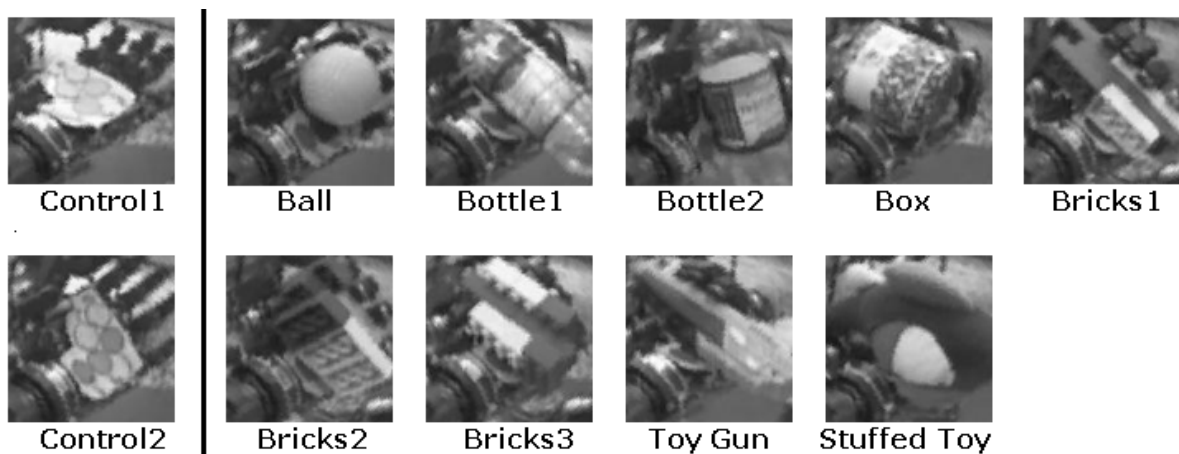 Control1
Ball
Bottle1
Bottle2
Box
Bricks1
Control2
Bricks2
Bricks3
Toy Gun
Stuffed Toy